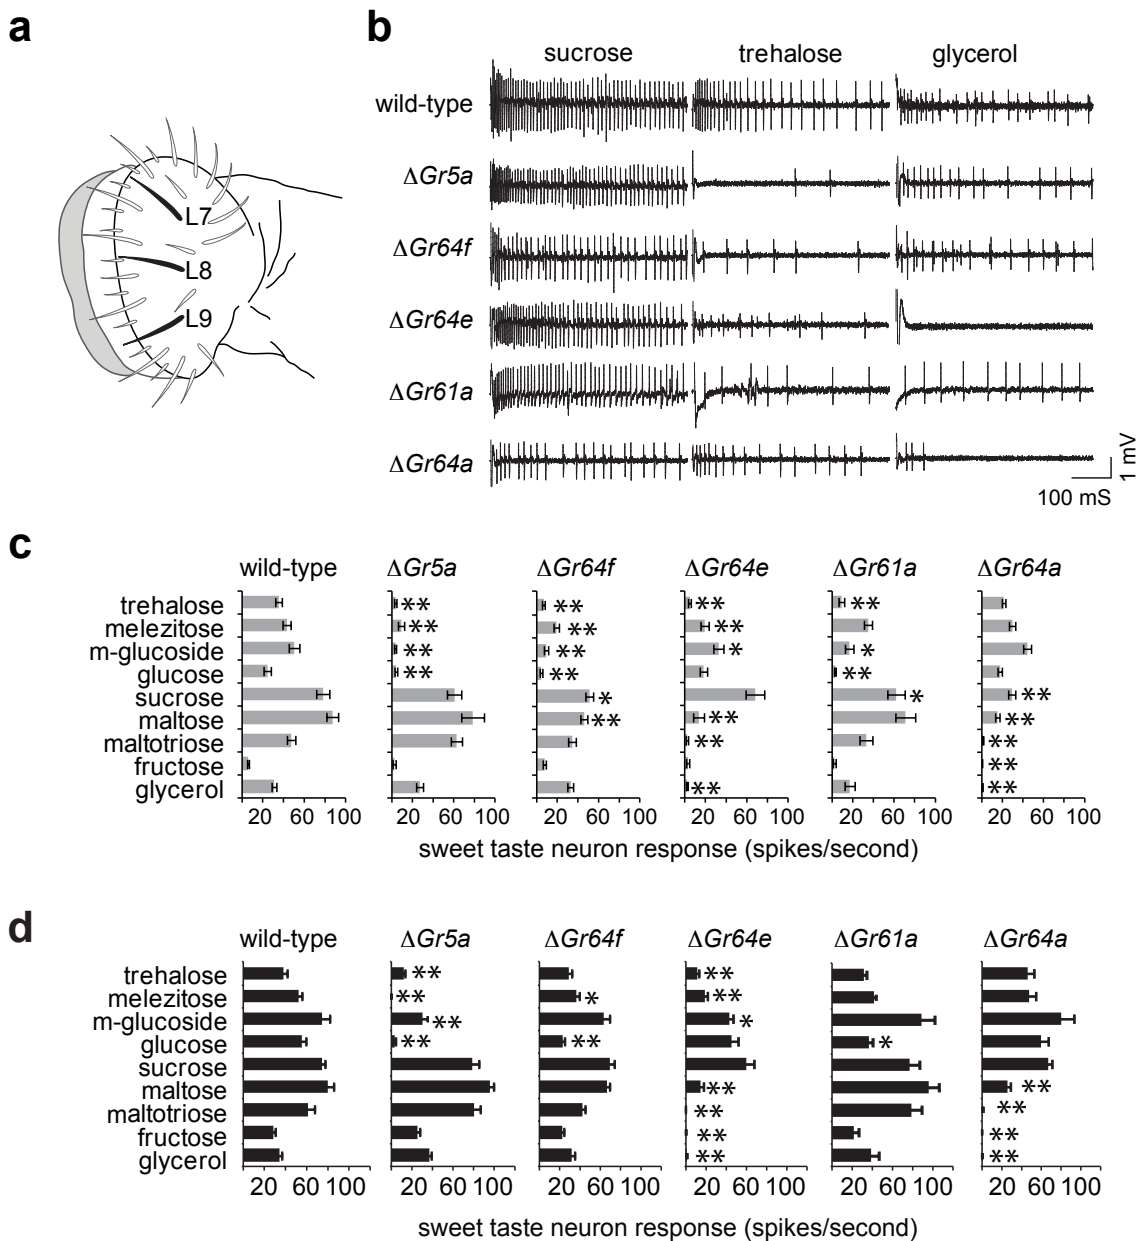 a
b
sucrose trehalose glycerol
wild-type
ΔGr5a
ΔGr64f
ΔGr64e
ΔGr61a
ΔGr64a
1 mV
100 mS
L7
L8
L9
c
wild-type ΔGr5a ΔGr64f ΔGr64e ΔGr61a ΔGr64a
trehalose ** ** ** **
melezitose ** ** **
m-glucoside ** ** * *
glucose ** ** **
sucrose * * **
maltose ** ** **
maltotriose ** **
fructose **
glycerol ** **
20 60 100 20 60 100 20 60 100 20 60 100 20 60 100 20 60 100
sweet taste neuron response (spikes/second)
d
wild-type ΔGr5a ΔGr64f ΔGr64e ΔGr61a ΔGr64a
trehalose ** **
melezitose ** * **
m-glucoside ** *
glucose ** ** *
sucrose
maltose ** **
maltotriose ** **
fructose ** **
glycerol ** **
20 60 100 20 60 100 20 60 100 20 60 100 20 60 100 20 60 100
sweet taste neuron response (spikes/second)